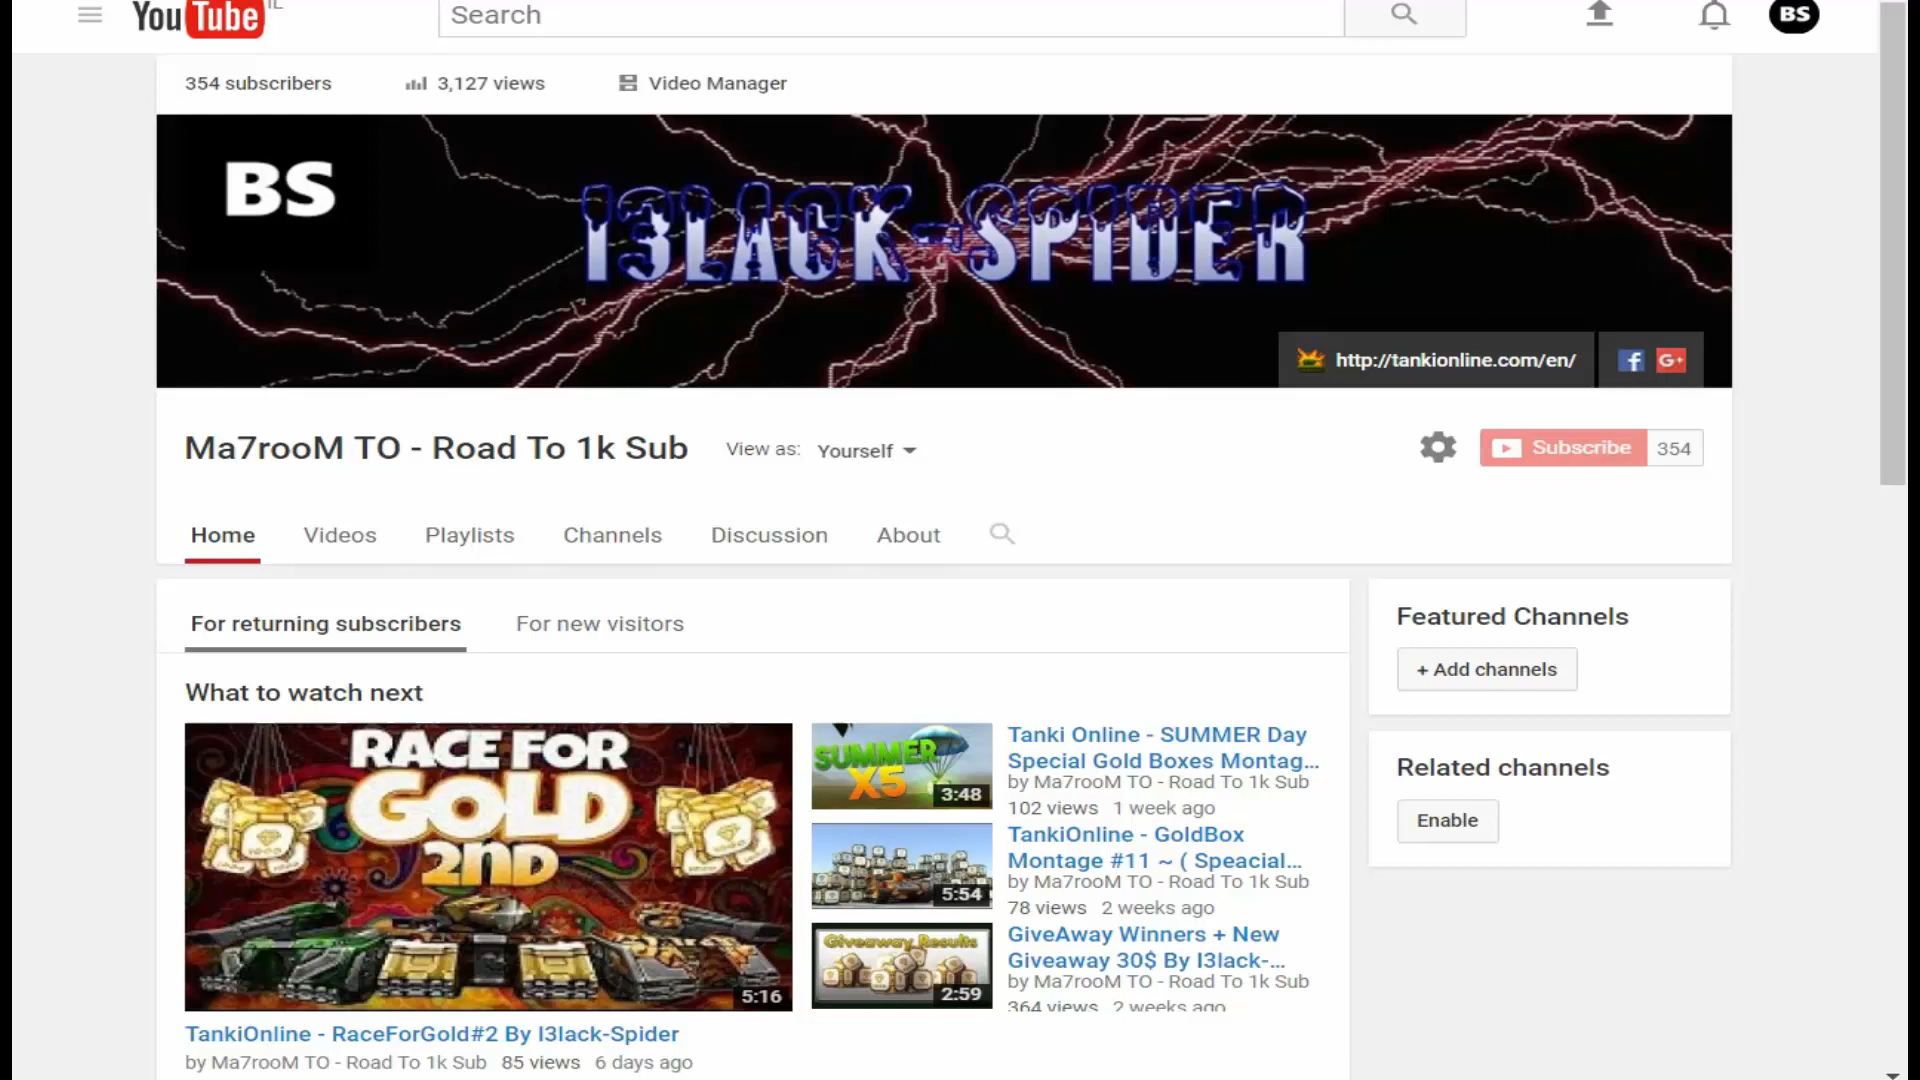 YouTube IL
Search
BS
354 subscribers
3,127 views
Video Manager
BS
I3LACK-SPIDER
http://tankionline.com/en/
f G+
Ma7rooM TO - Road To 1k Sub
View as: Yourself
Subscribe 354
Home Videos Playlists Channels Discussion About
For returning subscribers
For new visitors
What to watch next
RACE FOR
GOLD
2ND
5:16
TankiOnline - RaceForGold#2 By I3lack-Spider
by Ma7rooM TO - Road To 1k Sub 85 views 6 days ago
SUMMER
X5
3:48
Tanki Online - SUMMER Day
Special Gold Boxes Montag...
by Ma7rooM TO - Road To 1k Sub
102 views 1 week ago
5:54
TankiOnline - GoldBox
Montage #11 ~ ( Speacial...
by Ma7rooM TO - Road To 1k Sub
78 views 2 weeks ago
Giveaway Results
2:59
GiveAway Winners + New
Giveaway 30$ By I3lack-...
by Ma7rooM TO - Road To 1k Sub
364 views 2 weeks ago
Featured Channels
+ Add channels
Related channels
Enable